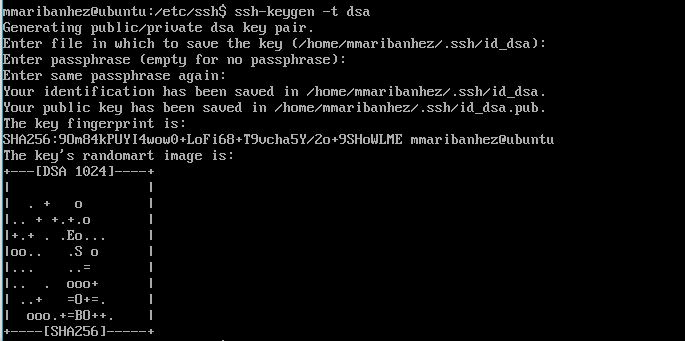 mmaribanhez@ubuntu:/etc/ssh$ ssh-keygen -t dsa
Generating public/private dsa key pair.
Enter file in which to save the key (/home/mmaribanhez/.ssh/id_dsa):
Enter passphrase (empty for no passphrase):
Enter same passphrase again:
Your identification has been saved in /home/mmaribanhez/.ssh/id_dsa.
Your public key has been saved in /home/mmaribanhez/.ssh/id_dsa.pub.
The key fingerprint is:
SHA256:9Om84kPUYI4wow0+LoFi68+T9vcha5Y/2o+9SHoWLME mmaribanhez@ubuntu
The key's randomart image is:
+---[DSA 1024]----+
|                 |
|  . +   o        |
|.. + +.+.o       |
|+.+ . .Eo...     |
|oo..   .S o      |
|...    ..=       |
|..  .  ooo+      |
| ..+   =O+=.     |
|  ooo.+=BO++.    |
+----[SHA256]-----+